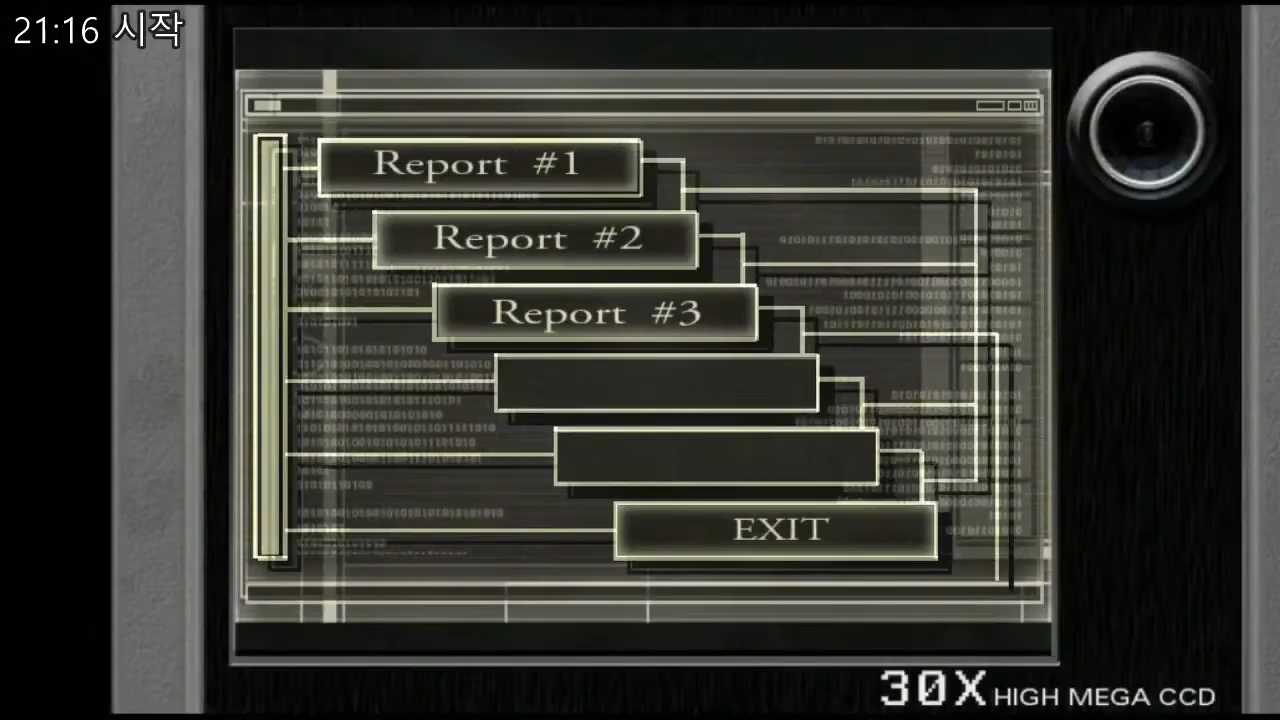 21:16 시작
Report #1
Report #2
Report #3
EXIT
30X HIGH MEGA CCD